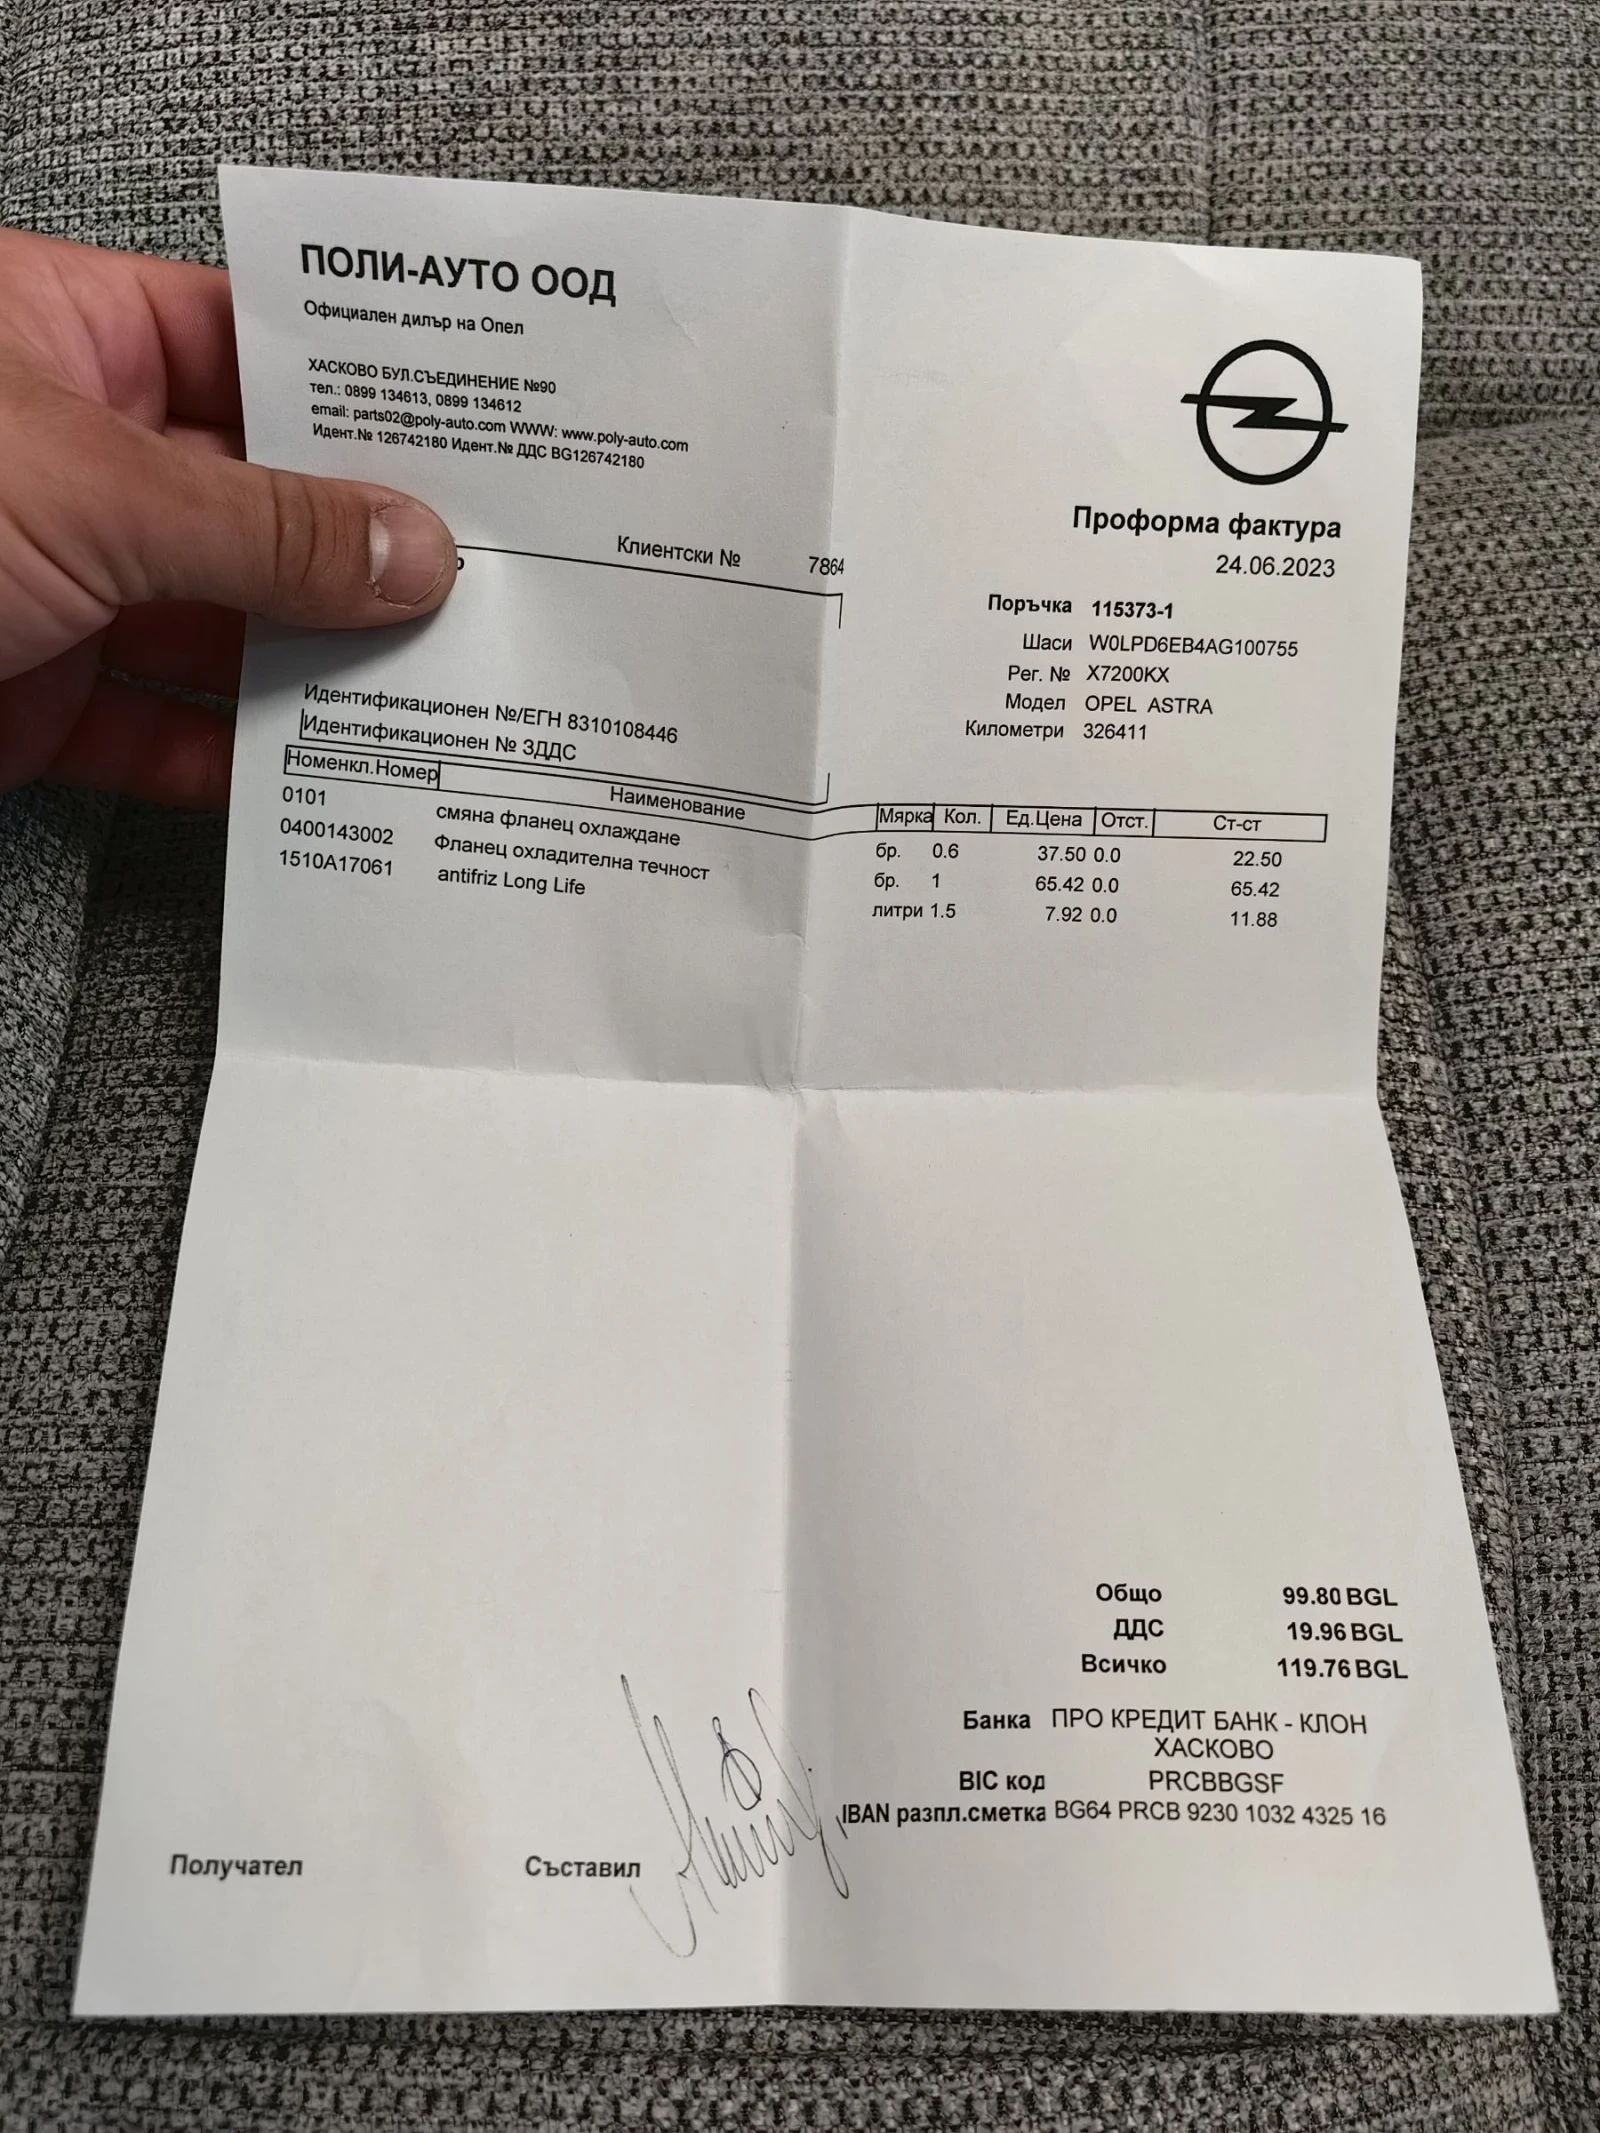 ПОЛИ-АУТО ООД
Официален дилър на Опел
ХАСКОВО БУЛ.СЪЕДИНЕНИЕ №90
тел.: 0899 134613, 0899 134612
email: parts02@poly-auto.com WWW: www.poly-auto.com
Идент.№ 126742180 Идент.№ ДДС BG126742180
Проформа фактура
24.06.2023
Клиентски № 7864
Поръчка 115373-1
Шаси W0LPD6EB4AG100755
Рег. № X7200KX
Модел OPEL ASTRA
Километри 326411
Идентификационен №/ЕГН 8310108446
Идентификационен № ЗДДС
Номенкл.Номер Наименование Мярка Кол. Ед.Цена Отст. Ст-ст
0101 смяна фланец охлаждане бр. 0.6 37.50 0.0 22.50
0400143002 Фланец охладителна течност бр. 1 65.42 0.0 65.42
1510A17061 antifriz Long Life литри 1.5 7.92 0.0 11.88
Общо 99.80 BGL
ДДС 19.96 BGL
Всичко 119.76 BGL
Банка ПРО КРЕДИТ БАНК - КЛОН
ХАСКОВО
BIC код PRCBBGSF
IBAN разпл.сметка BG64 PRCB 9230 1032 4325 16
Получател Съставил